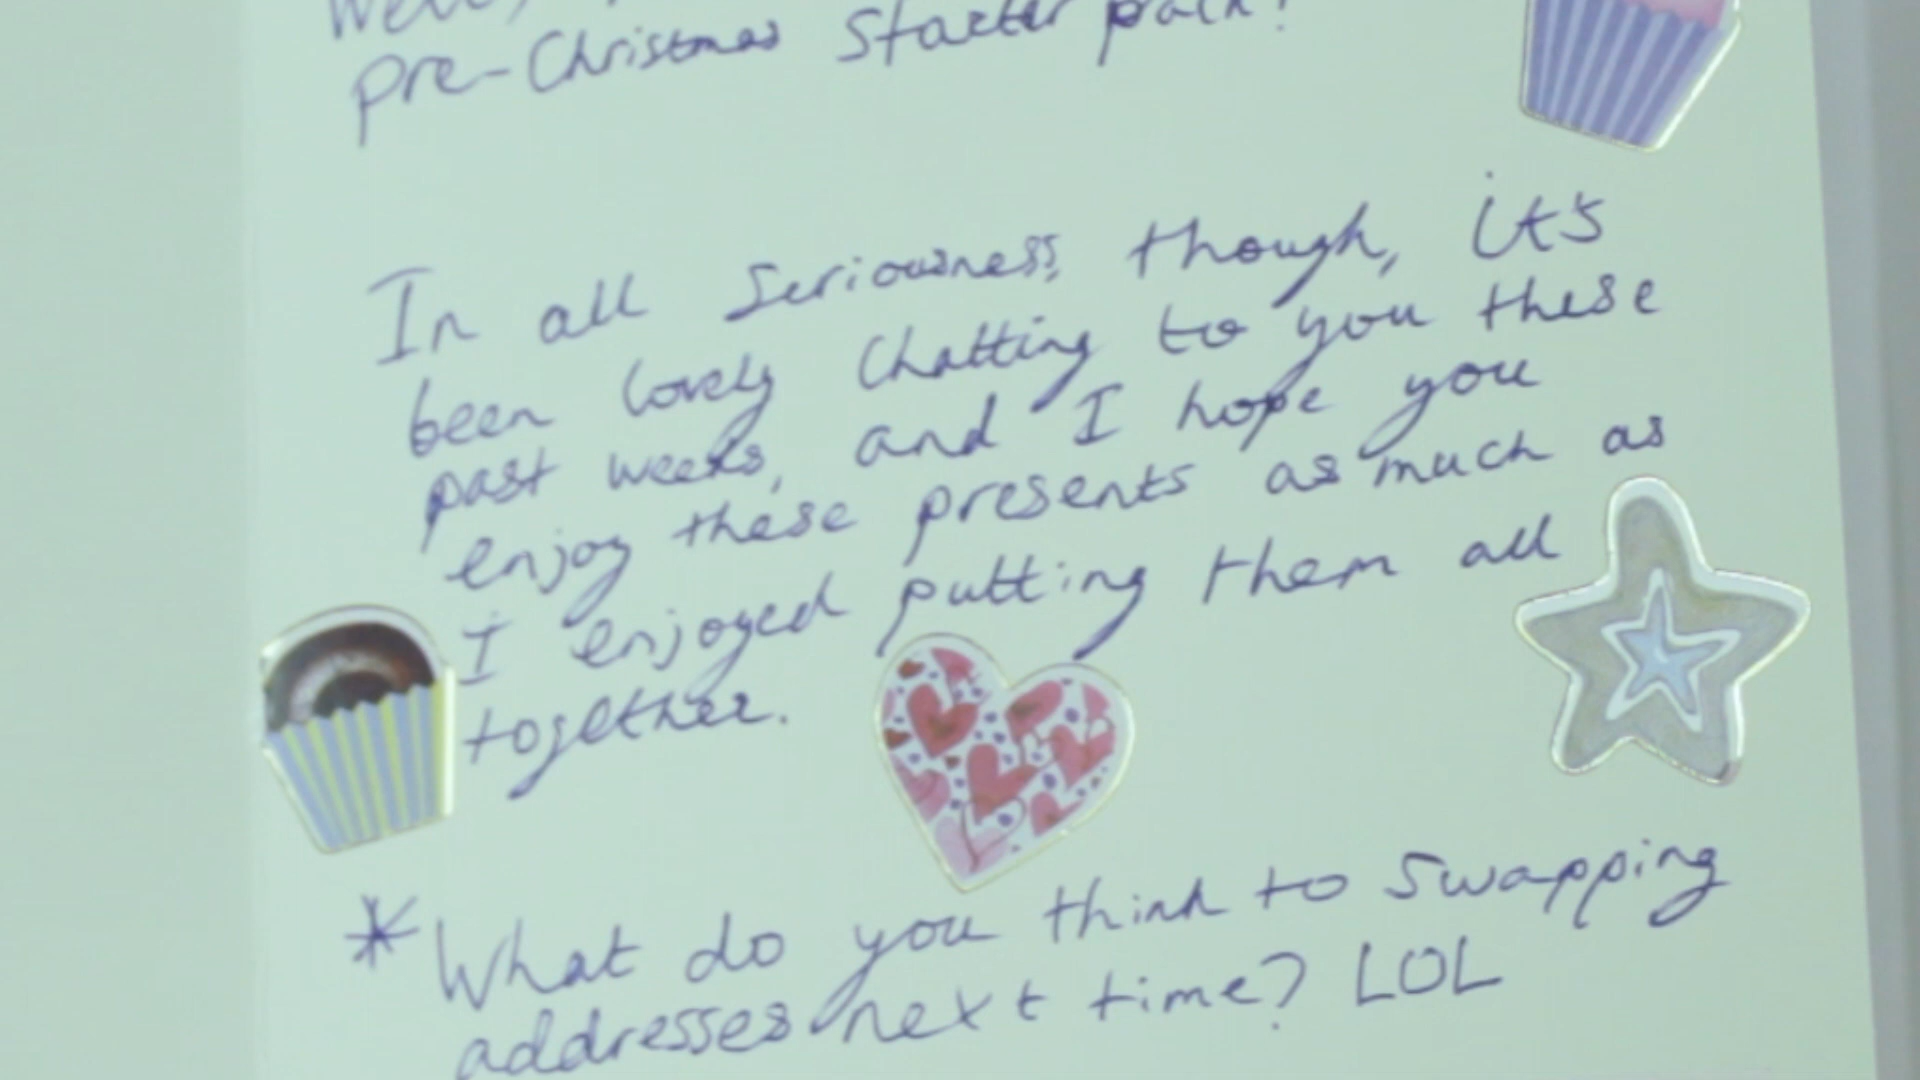 Well,
Pre-Christmas Starter pack!
In all Seriousness, though, it's
been lovely Chatting to you these
past weeks, and I hope you
enjoy these presents as much as
I enjoyed putting them all
together.
* What do you think to Swapping
addresses next time? LOL